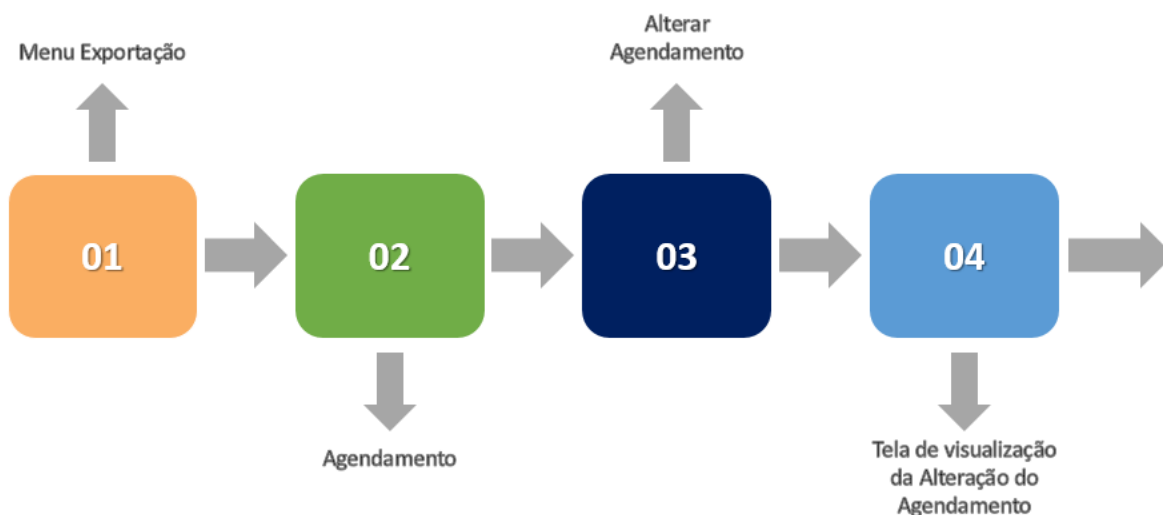 Menu Exportação
Alterar
Agendamento
01
02
03
04
Agendamento
Tela de visualização
da Alteração do
Agendamento